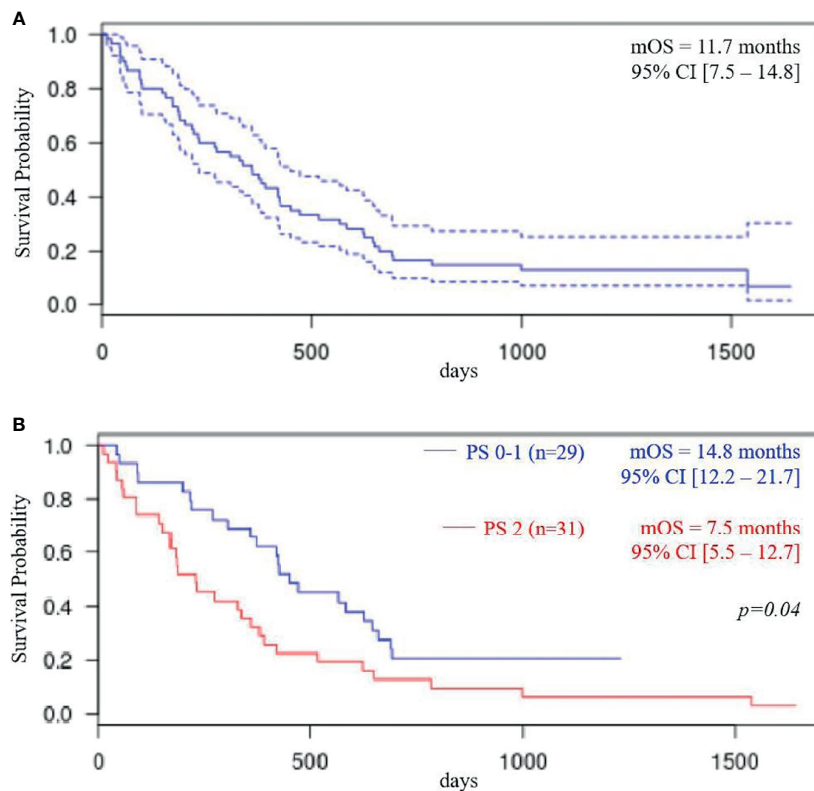 A
mOS = 11.7 months
95% CI [7.5 – 14.8]
Survival Probability
1.0
0.8
0.6
0.4
0.2
0.0
0 500 1000 1500
days
B
PS 0-1 (n=29) mOS = 14.8 months
95% CI [12.2 – 21.7]
PS 2 (n=31) mOS = 7.5 months
95% CI [5.5 – 12.7]
p=0.04
Survival Probability
1.0
0.8
0.6
0.4
0.2
0.0
0 500 1000 1500
days